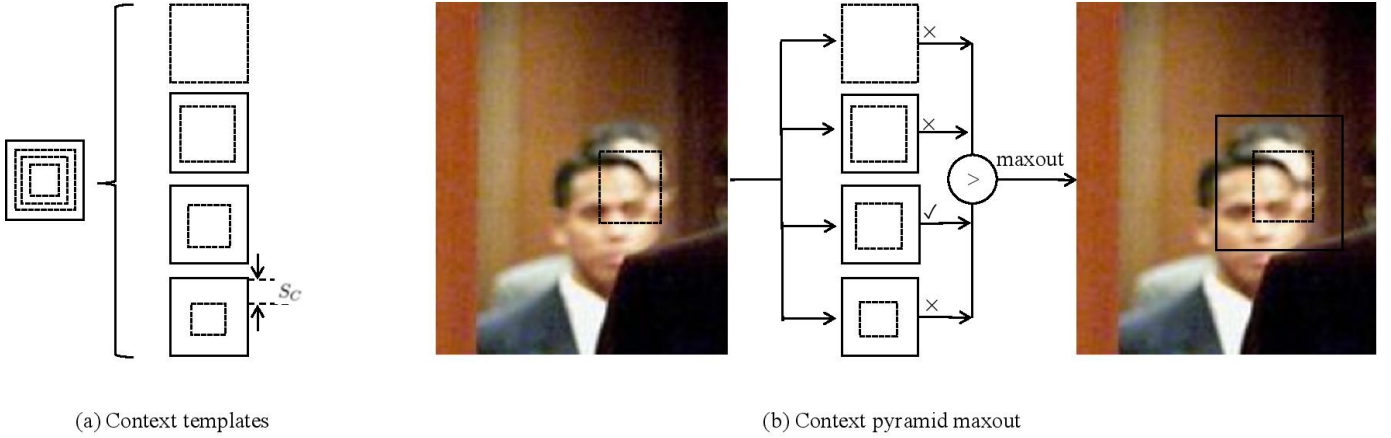 S_C
×
×
✓
×
>
maxout
(a) Context templates
(b) Context pyramid maxout